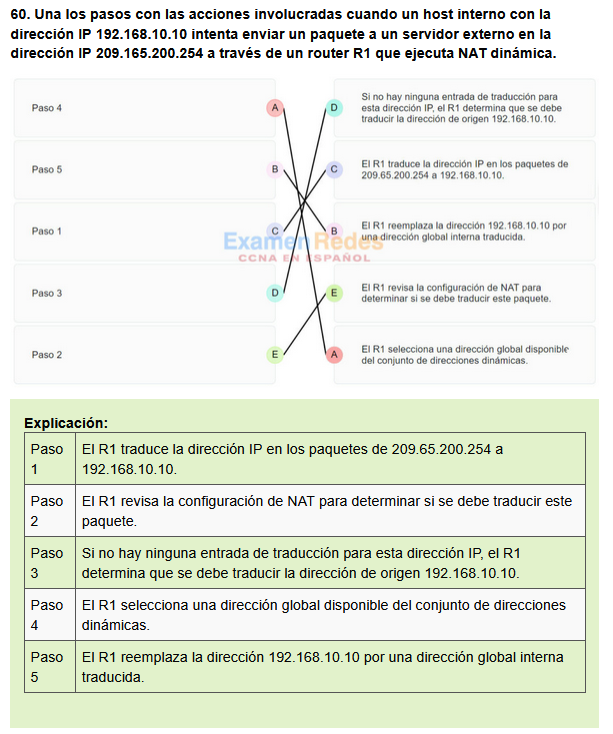 60. Una los pasos con las acciones involucradas cuando un host interno con la
dirección IP 192.168.10.10 intenta enviar un paquete a un servidor externo en la
dirección IP 209.165.200.254 a través de un router R1 que ejecuta NAT dinámica.
Paso 4
A
D
Si no hay ninguna entrada de traducción para
esta dirección IP, el R1 determina que se debe
traducir la dirección de origen 192.168.10.10.
Paso 5
B
C
El R1 traduce la dirección IP en los paquetes de
209.65.200.254 a 192.168.10.10.
Paso 1
C
B
El R1 reemplaza la dirección 192.168.10.10 por
una dirección global interna traducida.
Examen Redes
CCNA EN ESPAÑOL
Paso 3
D
E
El R1 revisa la configuración de NAT para
determinar si se debe traducir este paquete.
Paso 2
E
A
El R1 selecciona una dirección global disponible
del conjunto de direcciones dinámicas.
Explicación:
Paso
1
El R1 traduce la dirección IP en los paquetes de 209.65.200.254 a
192.168.10.10.
Paso
2
El R1 revisa la configuración de NAT para determinar si se debe traducir este
paquete.
Paso
3
Si no hay ninguna entrada de traducción para esta dirección IP, el R1
determina que se debe traducir la dirección de origen 192.168.10.10.
Paso
4
El R1 selecciona una dirección global disponible del conjunto de direcciones
dinámicas.
Paso
5
El R1 reemplaza la dirección 192.168.10.10 por una dirección global interna
traducida.